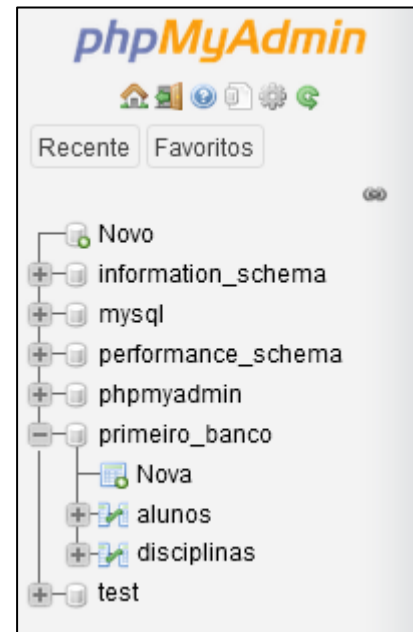 phpMyAdmin
Recente Favoritos
Novo
information_schema
mysql
performance_schema
phpmyadmin
primeiro_banco
Nova
alunos
disciplinas
test